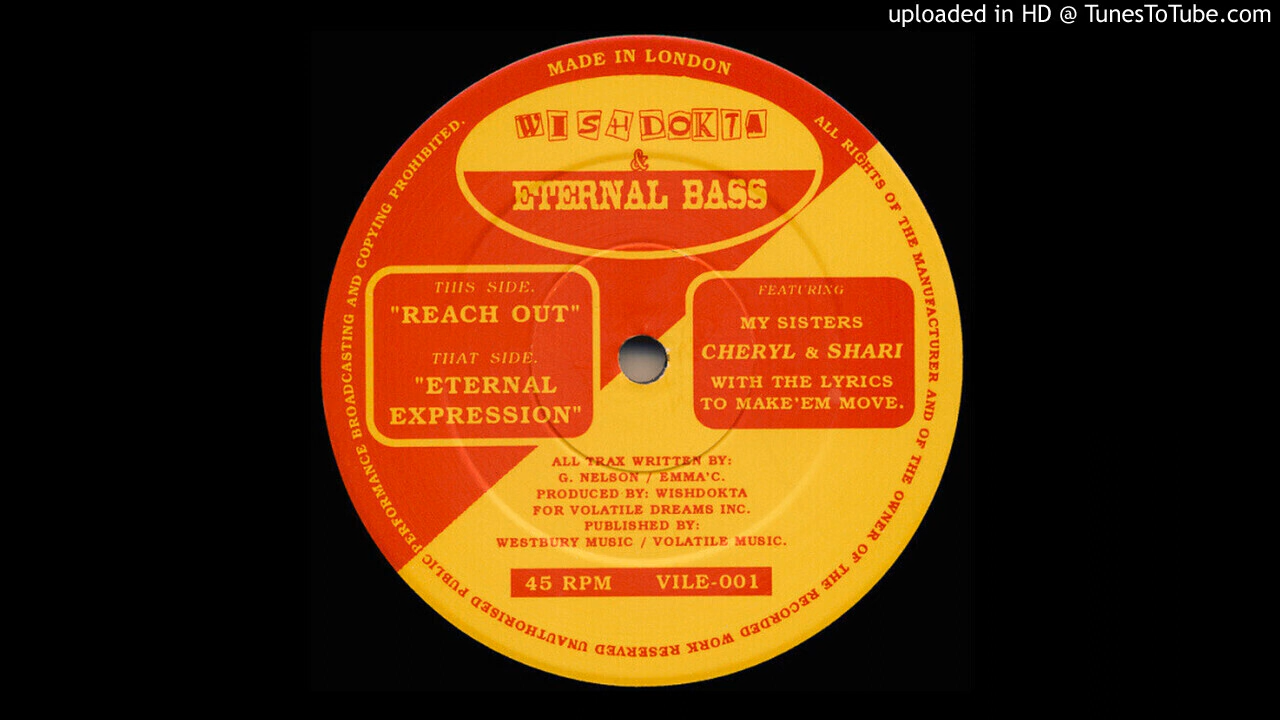 uploaded in HD @ TunesToTube.com
MADE IN LONDON
WISHDOKTA
&
ETERNAL BASS
THIS SIDE.
"REACH OUT"
THAT SIDE.
"ETERNAL
EXPRESSION"
FEATURING
MY SISTERS
CHERYL & SHARI
WITH THE LYRICS
TO MAKE'EM MOVE.
ALL TRAX WRITTEN BY:
G. NELSON / EMMA'C.
PRODUCED BY: WISHDOKTA
FOR VOLATILE DREAMS INC.
PUBLISHED BY:
WESTBURY MUSIC / VOLATILE MUSIC.
45 RPM VILE-001
ALL RIGHTS OF THE MANUFACTURER AND OF THE OWNER OF THE RECORDED WORK RESERVED UNAUTHORISED PUBLIC PERFORMANCE BROADCASTING AND COPYING PROHIBITED.